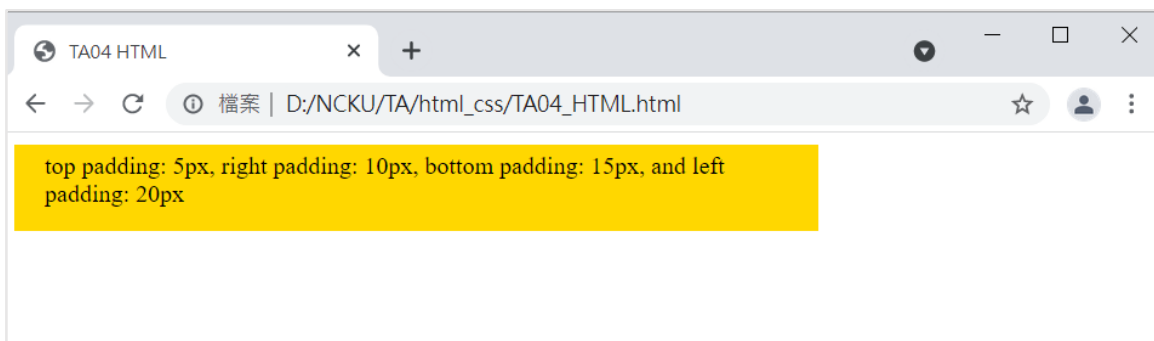 TA04 HTML
檔案 | D:/NCKU/TA/html_css/TA04_HTML.html
top padding: 5px, right padding: 10px, bottom padding: 15px, and left
padding: 20px